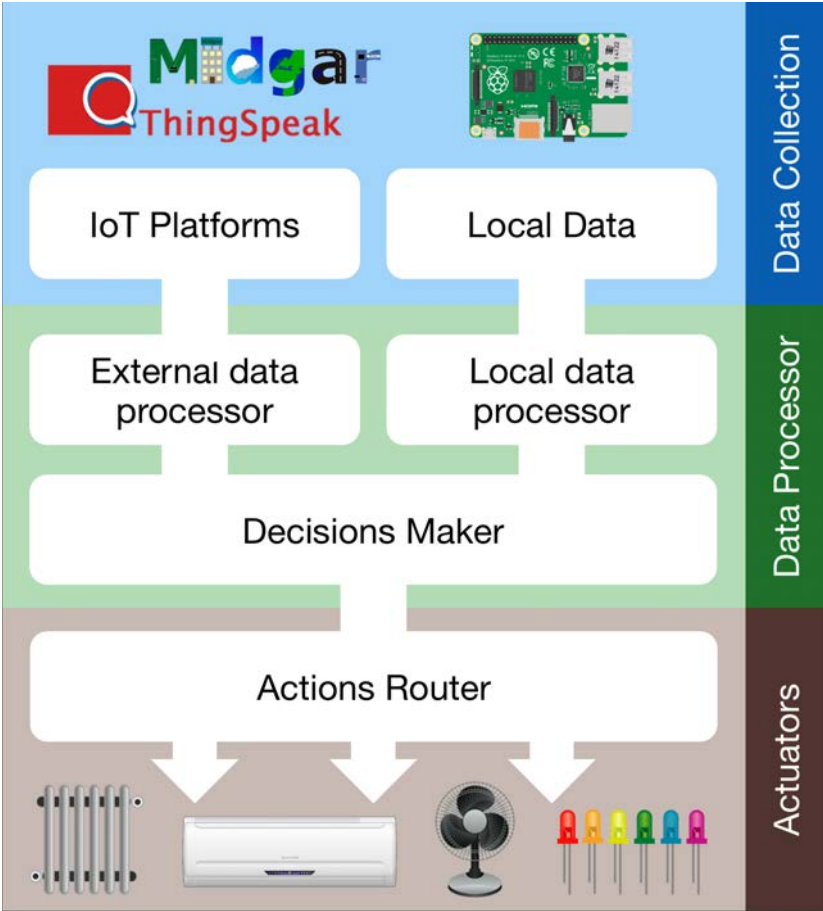 Midgar
ThingSpeak
IoT Platforms
Local Data
Data Collection
External data
processor
Local data
processor
Decisions Maker
Data Processor
Actions Router
Actuators